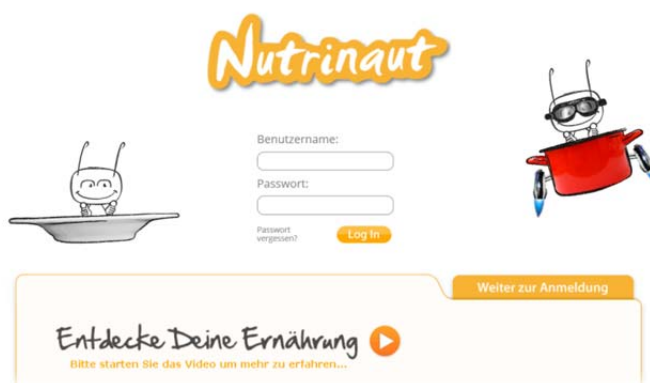 Nutrinaut
Benutzername:
Passwort:
Passwort
vergessen?
Log In
Weiter zur Anmeldung
Entdecke Deine Ernährung
Bitte starten Sie das Video um mehr zu erfahren...